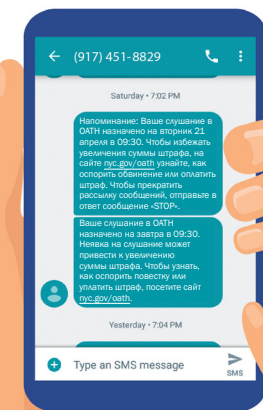 (917) 451-8829
Saturday • 7:02 PM
Напоминание: Ваше слушание в
OATH назначено на вторник 21
апреля в 09:30. Чтобы избежать
увеличения суммы штрафа, на
сайте nyc.gov/oath узнайте, как
оспорить обвинение или оплатить
штраф. Чтобы прекратить
рассылку сообщений, отправьте в
ответ сообщение «STOP».
Ваше слушание в OATH
назначено на завтра в 09:30.
Неявка на слушание может
привести к увеличению
суммы штрафа. Чтобы узнать,
как оспорить повестку или
уплатить штраф, посетите сайт
nyc.gov/oath.
Yesterday • 7:04 PM
Type an SMS message
SMS